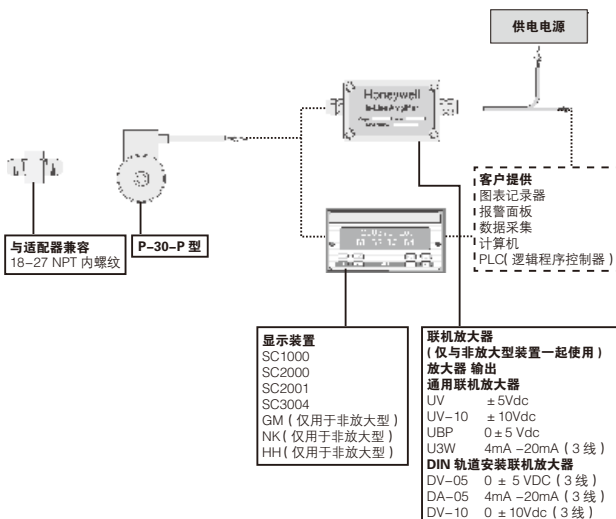 供电电源
Honeywell
In-Line Amplifier
客户提供
图表记录器
报警面板
数据采集
计算机
PLC( 逻辑程序控制器 )
与适配器兼容
18-27 NPT 内螺纹
P-30-P 型
显示装置
SC1000
SC2000
SC2001
SC3004
GM ( 仅用于非放大型 )
NK ( 仅用于非放大型 )
HH ( 仅用于非放大型 )
联机放大器
( 仅与非放大型装置一起使用 )
放大器 输出
通用联机放大器
UV ±5Vdc
UV-10 ±10Vdc
UBP 0±5 Vdc
U3W 4mA -20mA ( 3 线 )
DIN 轨道安装联机放大器
DV-05 0 ± 5 VDC ( 3 线 )
DA-05 4mA -20mA ( 3 线 )
DV-10 0 ± 10Vdc ( 3 线 )